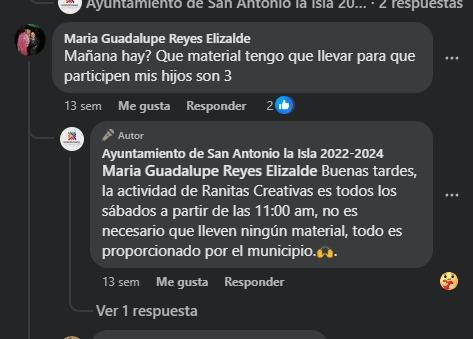 Ayuntamiento de San Antonio la Isla 20... · 2 respuestas
Maria Guadalupe Reyes Elizalde
Mañana hay? Que material tengo que llevar para que
participen mis hijos son 3
13 sem Me gusta Responder 2
Autor
Ayuntamiento de San Antonio la Isla 2022-2024
Maria Guadalupe Reyes Elizalde Buenas tardes,
la actividad de Ranitas Creativas es todos los
sábados a partir de las 11:00 am, no es
necesario que lleven ningún material, todo es
proporcionado por el municipio.🙌.
13 sem Me gusta Responder
Ver 1 respuesta